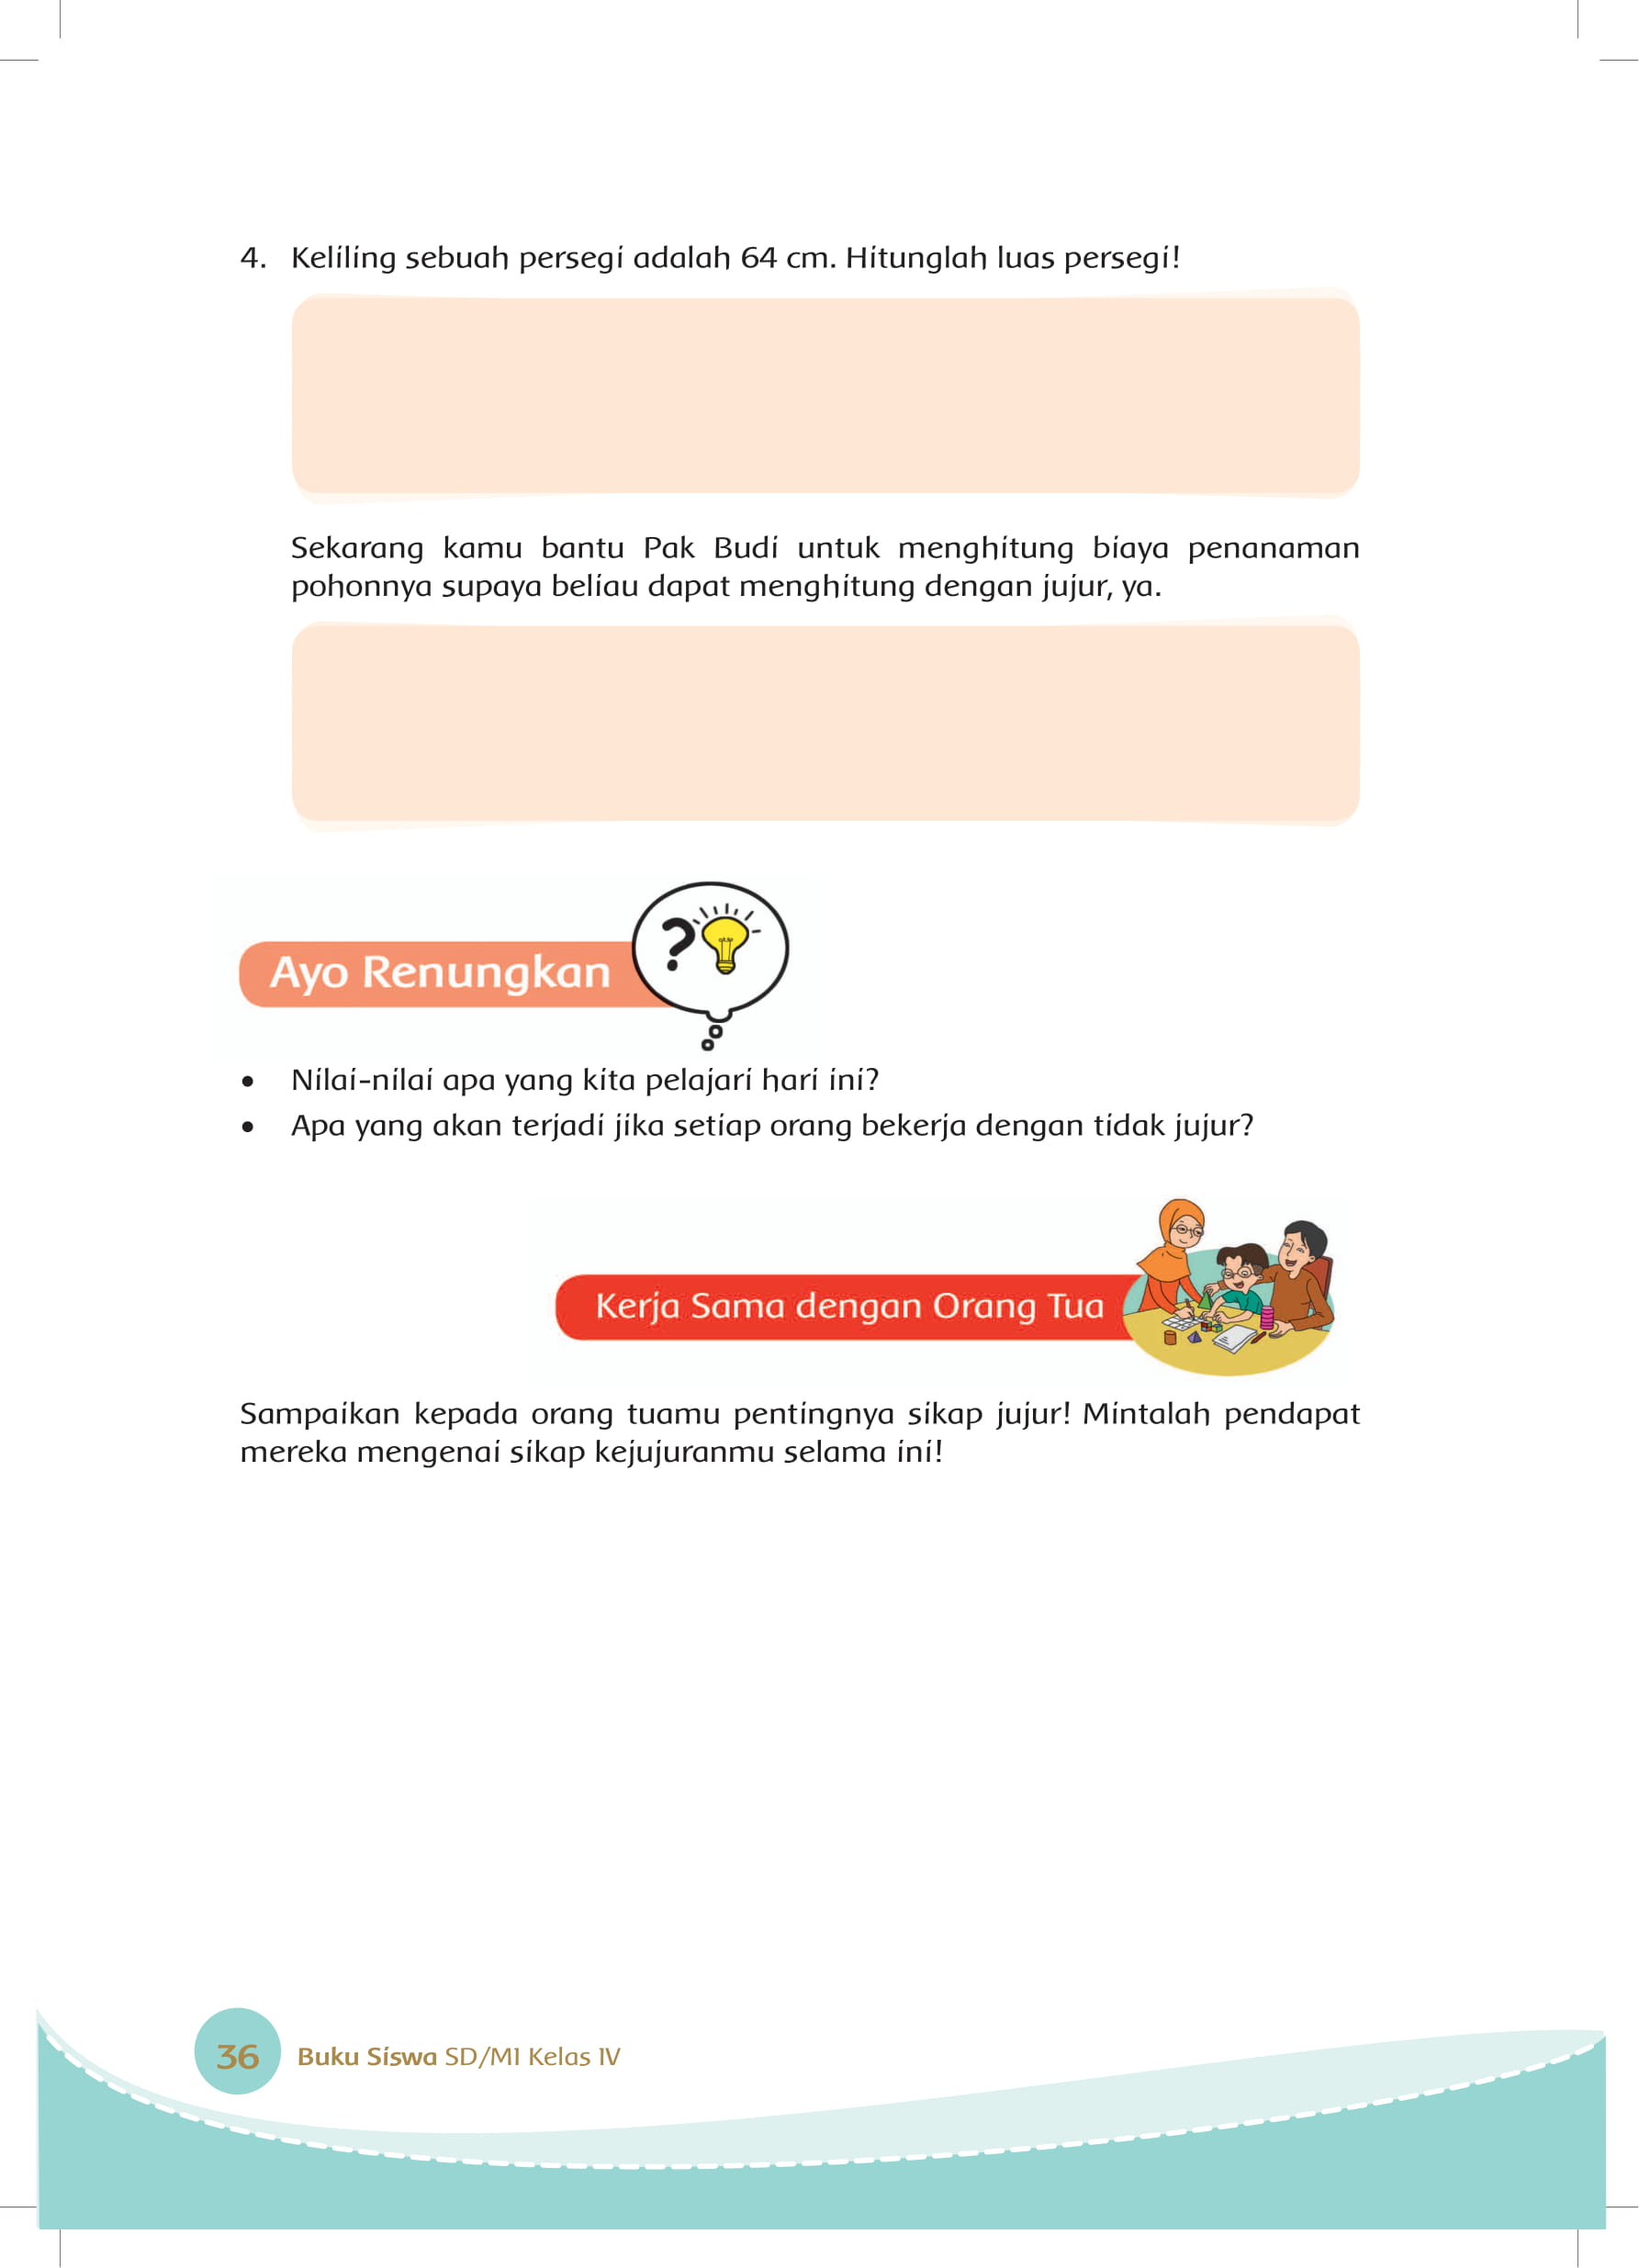 4. Keliling sebuah persegi adalah 64 cm. Hitunglah luas persegi!
Sekarang kamu bantu Pak Budi untuk menghitung biaya penanaman
pohonnya supaya beliau dapat menghitung dengan jujur, ya.
Ayo Renungkan
?
• Nilai-nilai apa yang kita pelajari hari ini?
• Apa yang akan terjadi jika setiap orang bekerja dengan tidak jujur?
Kerja Sama dengan Orang Tua
Sampaikan kepada orang tuamu pentingnya sikap jujur! Mintalah pendapat
mereka mengenai sikap kejujuranmu selama ini!
36 Buku Siswa SD/MI Kelas IV